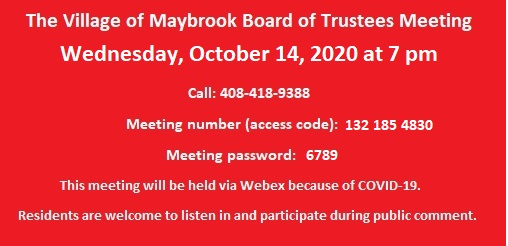 The Village of Maybrook Board of Trustees Meeting
Wednesday, October 14, 2020 at 7 pm
Call: 408-418-9388
Meeting number (access code): 132 185 4830
Meeting password: 6789
This meeting will be held via Webex because of COVID-19.
Residents are welcome to listen in and participate during public comment.